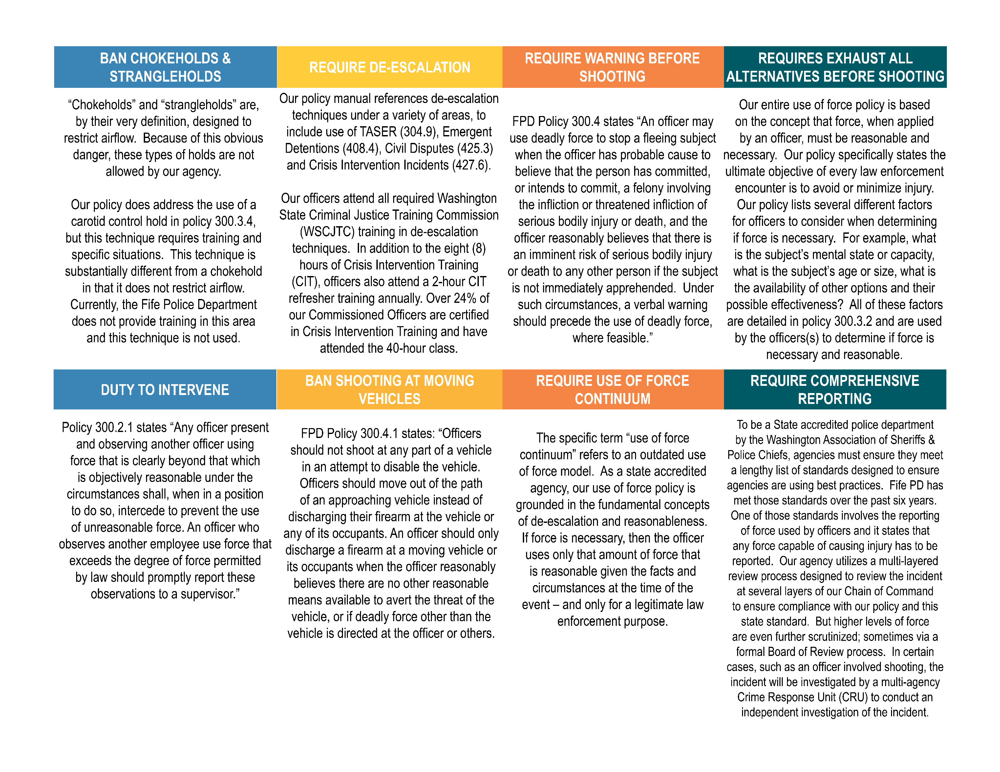 BAN CHOKEHOLDS &
STRANGLEHOLDS
“Chokeholds” and “strangleholds” are,
by their very definition, designed to
restrict airflow.  Because of this obvious
danger, these types of holds are not
allowed by our agency.
Our policy does address the use of a
carotid control hold in policy 300.3.4,
but this technique requires training and
specific situations.  This technique is
substantially different from a chokehold
in that it does not restrict airflow.
Currently, the Fife Police Department
does not provide training in this area
and this technique is not used.
REQUIRE DE-ESCALATION
Our policy manual references de-escalation
techniques under a variety of areas, to
include use of TASER (304.9), Emergent
Detentions (408.4), Civil Disputes (425.3)
and Crisis Intervention Incidents (427.6).
Our officers attend all required Washington
State Criminal Justice Training Commission
(WSCJTC) training in de-escalation
techniques.  In addition to the eight (8)
hours of Crisis Intervention Training
(CIT), officers also attend a 2-hour CIT
refresher training annually. Over 24% of
our Commissioned Officers are certified
in Crisis Intervention Training and have
attended the 40-hour class.
REQUIRE WARNING BEFORE
SHOOTING
FPD Policy 300.4 states “An officer may
use deadly force to stop a fleeing subject
when the officer has probable cause to
believe that the person has committed,
or intends to commit, a felony involving
the infliction or threatened infliction of
serious bodily injury or death, and the
officer reasonably believes that there is
an imminent risk of serious bodily injury
or death to any other person if the subject
is not immediately apprehended.  Under
such circumstances, a verbal warning
should precede the use of deadly force,
where feasible.”
REQUIRES EXHAUST ALL
ALTERNATIVES BEFORE SHOOTING
Our entire use of force policy is based
on the concept that force, when applied
by an officer, must be reasonable and
necessary.  Our policy specifically states the
ultimate objective of every law enforcement
encounter is to avoid or minimize injury.
Our policy lists several different factors
for officers to consider when determining
if force is necessary.  For example, what
is the subject’s mental state or capacity,
what is the subject’s age or size, what is
the availability of other options and their
possible effectiveness?  All of these factors
are detailed in policy 300.3.2 and are used
by the officers(s) to determine if force is
necessary and reasonable.
DUTY TO INTERVENE
Policy 300.2.1 states “Any officer present
and observing another officer using
force that is clearly beyond that which
is objectively reasonable under the
circumstances shall, when in a position
to do so, intercede to prevent the use
of unreasonable force. An officer who
observes another employee use force that
exceeds the degree of force permitted
by law should promptly report these
observations to a supervisor.”
BAN SHOOTING AT MOVING
VEHICLES
FPD Policy 300.4.1 states: “Officers
should not shoot at any part of a vehicle
in an attempt to disable the vehicle.
Officers should move out of the path
of an approaching vehicle instead of
discharging their firearm at the vehicle or
any of its occupants. An officer should only
discharge a firearm at a moving vehicle or
its occupants when the officer reasonably
believes there are no other reasonable
means available to avert the threat of the
vehicle, or if deadly force other than the
vehicle is directed at the officer or others.
REQUIRE USE OF FORCE
CONTINUUM
The specific term “use of force
continuum” refers to an outdated use
of force model.  As a state accredited
agency, our use of force policy is
grounded in the fundamental concepts
of de-escalation and reasonableness.
If force is necessary, then the officer
uses only that amount of force that
is reasonable given the facts and
circumstances at the time of the
event – and only for a legitimate law
enforcement purpose.
REQUIRE COMPREHENSIVE
REPORTING
To be a State accredited police department
by the Washington Association of Sheriffs &
Police Chiefs, agencies must ensure they meet
a lengthy list of standards designed to ensure
agencies are using best practices.  Fife PD has
met those standards over the past six years.
One of those standards involves the reporting
of force used by officers and it states that
any force capable of causing injury has to be
reported.  Our agency utilizes a multi-layered
review process designed to review the incident
at several layers of our Chain of Command
to ensure compliance with our policy and this
state standard.  But higher levels of force
are even further scrutinized; sometimes via a
formal Board of Review process.  In certain
cases, such as an officer involved shooting, the
incident will be investigated by a multi-agency
Crime Response Unit (CRU) to conduct an
independent investigation of the incident.